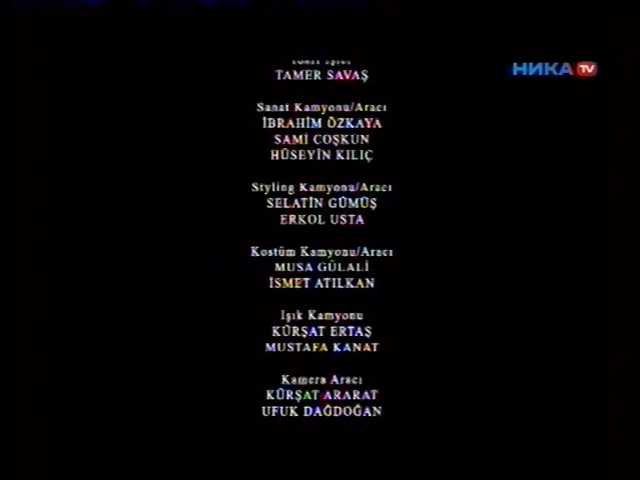 TAMER SAVAŞ
НИКА TV
Sanat Kamyonu/Aracı
İBRAHİM ÖZKAYA
SAMİ COŞKUN
HÜSEYİN KILIÇ
Styling Kamyonu/Aracı
SELATİN GÜMÜŞ
ERKOL USTA
Kostüm Kamyonu/Aracı
MUSA GÜLALİ
İSMET ATILKAN
Işık Kamyonu
KÜRŞAT ERTAŞ
MUSTAFA KANAT
Kamera Aracı
KÜRŞAT ARARAT
UFUK DAĞDOĞAN